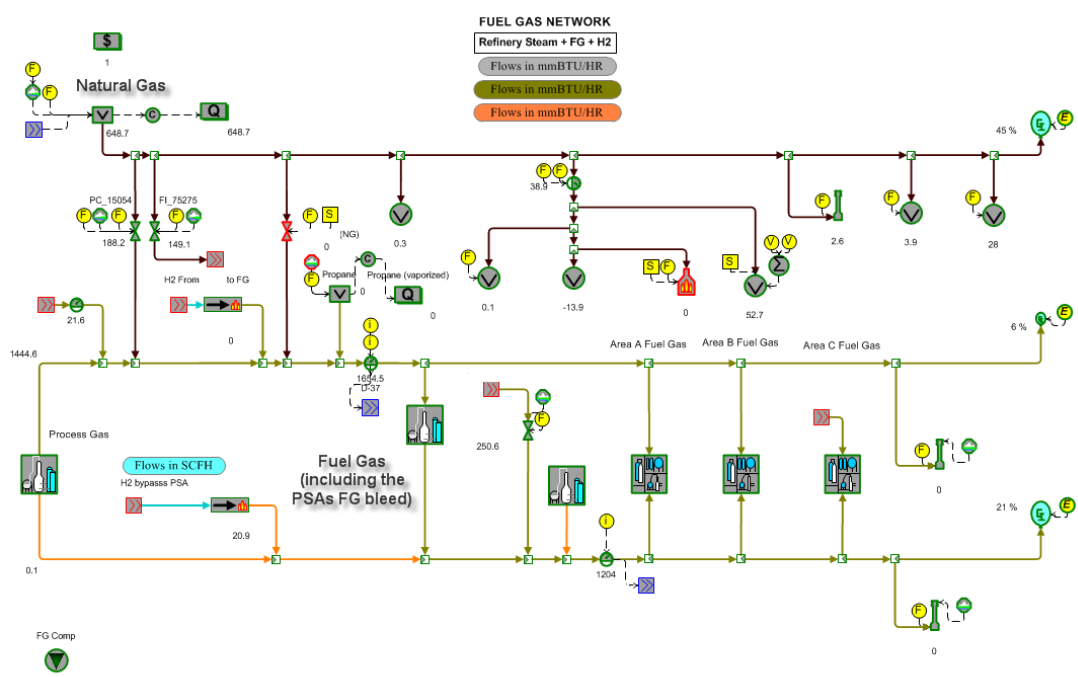 FUEL GAS NETWORK
Refinery Steam + FG + H2
Flows in mmBTU/HR
Flows in mmBTU/HR
Flows in mmBTU/HR
$
1
F
F
Natural Gas
C
Q
648.7
648.7
45 %
E
PC_15054
FI_75275
F
F
F
188.2
149.1
F
S
(NG)
0
0.3
F
F
38.9
F
2.6
F
3.9
F
28
H2 From
to FG
0
21.6
F
Propane
C
Propane (vaporized)
0
Q
0
F
0.1
-13.9
S
F
0
S
V
V
Σ
52.7
6 %
E
1444.6
i
i
1654.5
D-37
Area A Fuel Gas
Area B Fuel Gas
Area C Fuel Gas
Process Gas
250.6
F
F
0
Flows in SCFH
H2 bypasss PSA
20.9
Fuel Gas
(including the
PSAs FG bleed)
i
1204
21 %
E
0.1
F
0
FG Comp